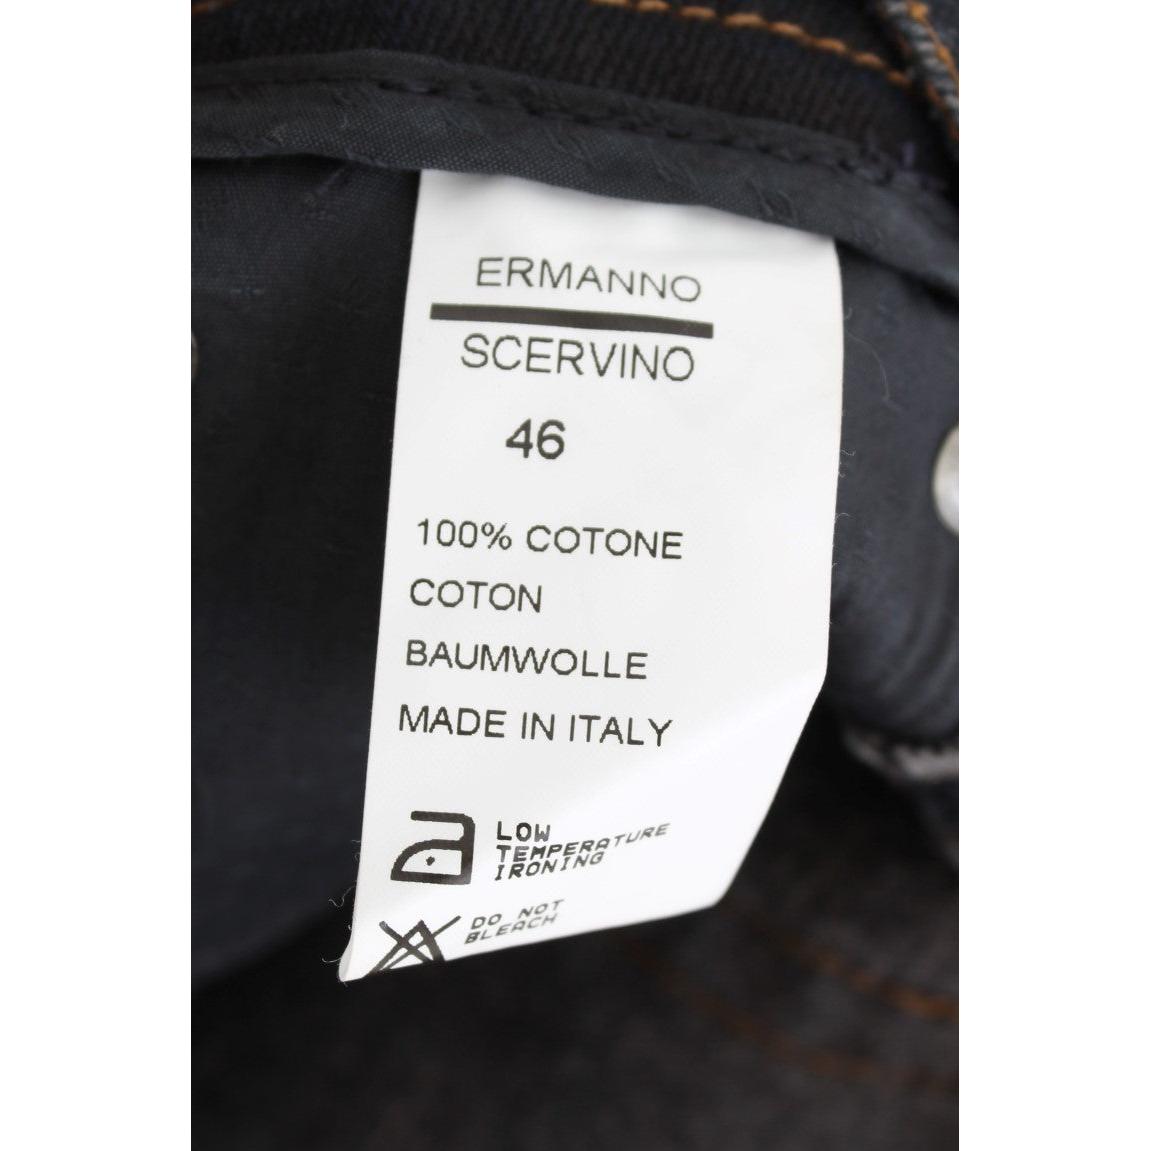 ERMANNO
SCERVINO
46
100% COTONE
COTON
BAUMWOLLE
MADE IN ITALY
LOW
TEMPERATURE
IRONING
DO NOT
BLEACH